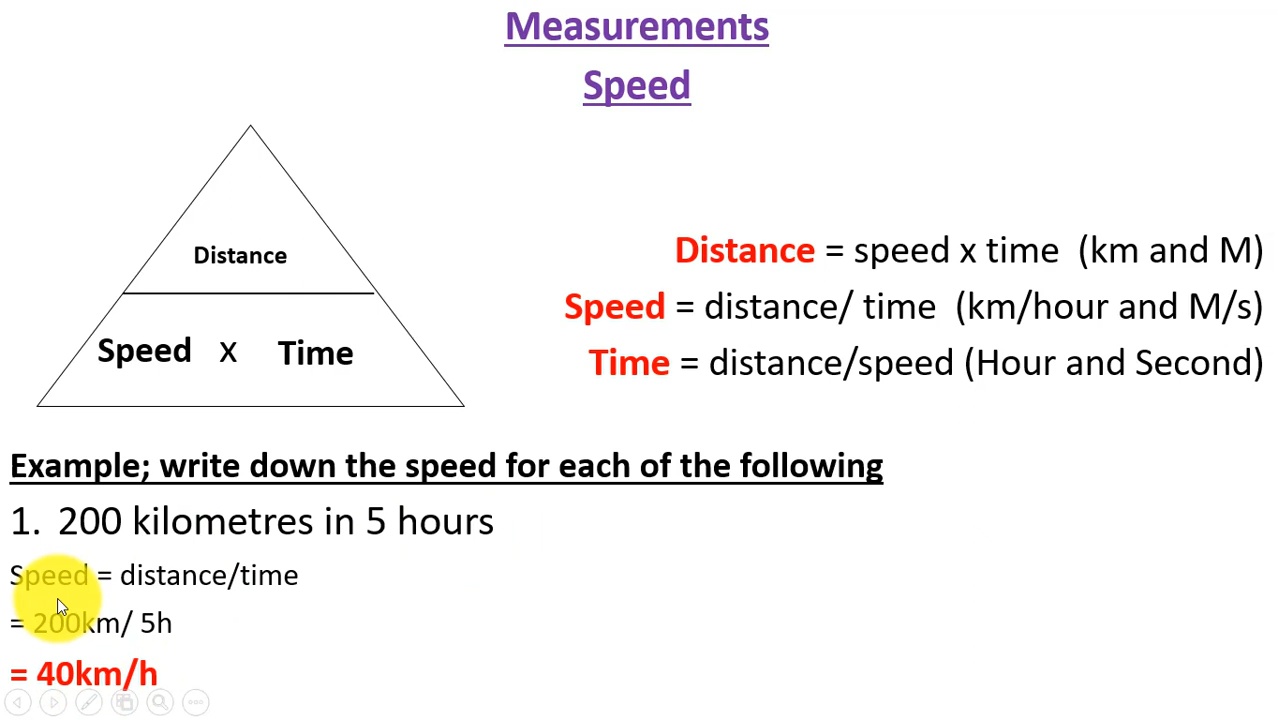 Measurements
Speed
Distance
Speed x Time
Distance = speed x time (km and M)
Speed = distance/ time (km/hour and M/s)
Time = distance/speed (Hour and Second)
Example; write down the speed for each of the following
1. 200 kilometres in 5 hours
Speed = distance/time
= 200km/ 5h
= 40km/h